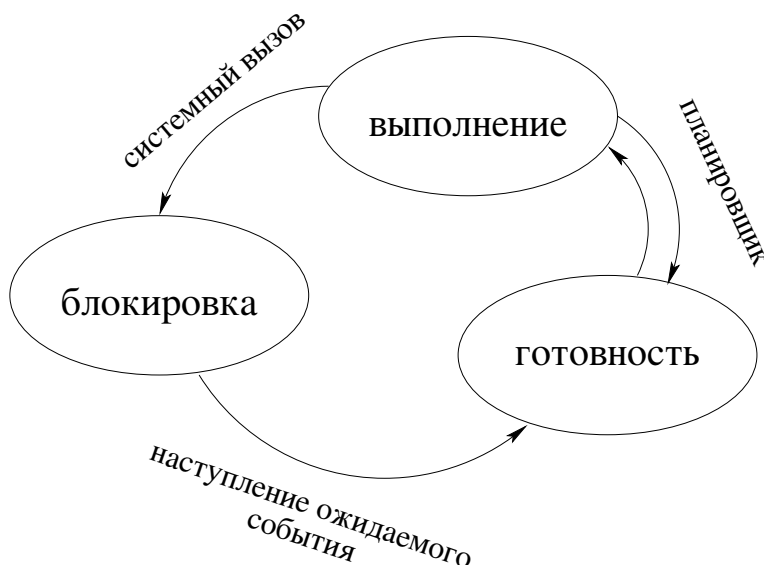 системный вызов
выполнение
планировщик
блокировка
готовность
наступление ожидаемого
события